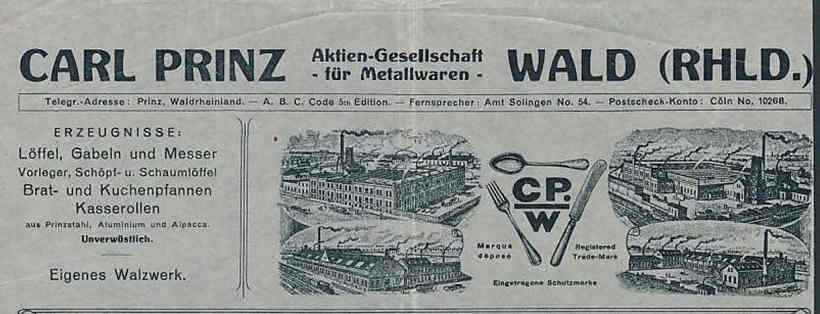 CARL PRINZ Aktien-Gesellschaft - für Metallwaren - WALD (RHLD.)
Telegr.-Adresse: Prinz, Waldrheinland. — A. B. C. Code 5th Edition. — Fernsprecher: Amt Solingen No. 54. — Postscheck-Konto: Cöln No, 10268.
ERZEUGNISSE:
Löffel, Gabeln und Messer
Vorleger, Schöpf- u. Schaumlöffel
Brat- und Kuchenpfannen
Kasserollen
aus Prinzstahl, Aluminium und Alpacca.
Unverwüstlich.
Eigenes Walzwerk.
C.P.
W
Marque déposé
Registered Trade-Mark
Eingetragene Schutzmarke